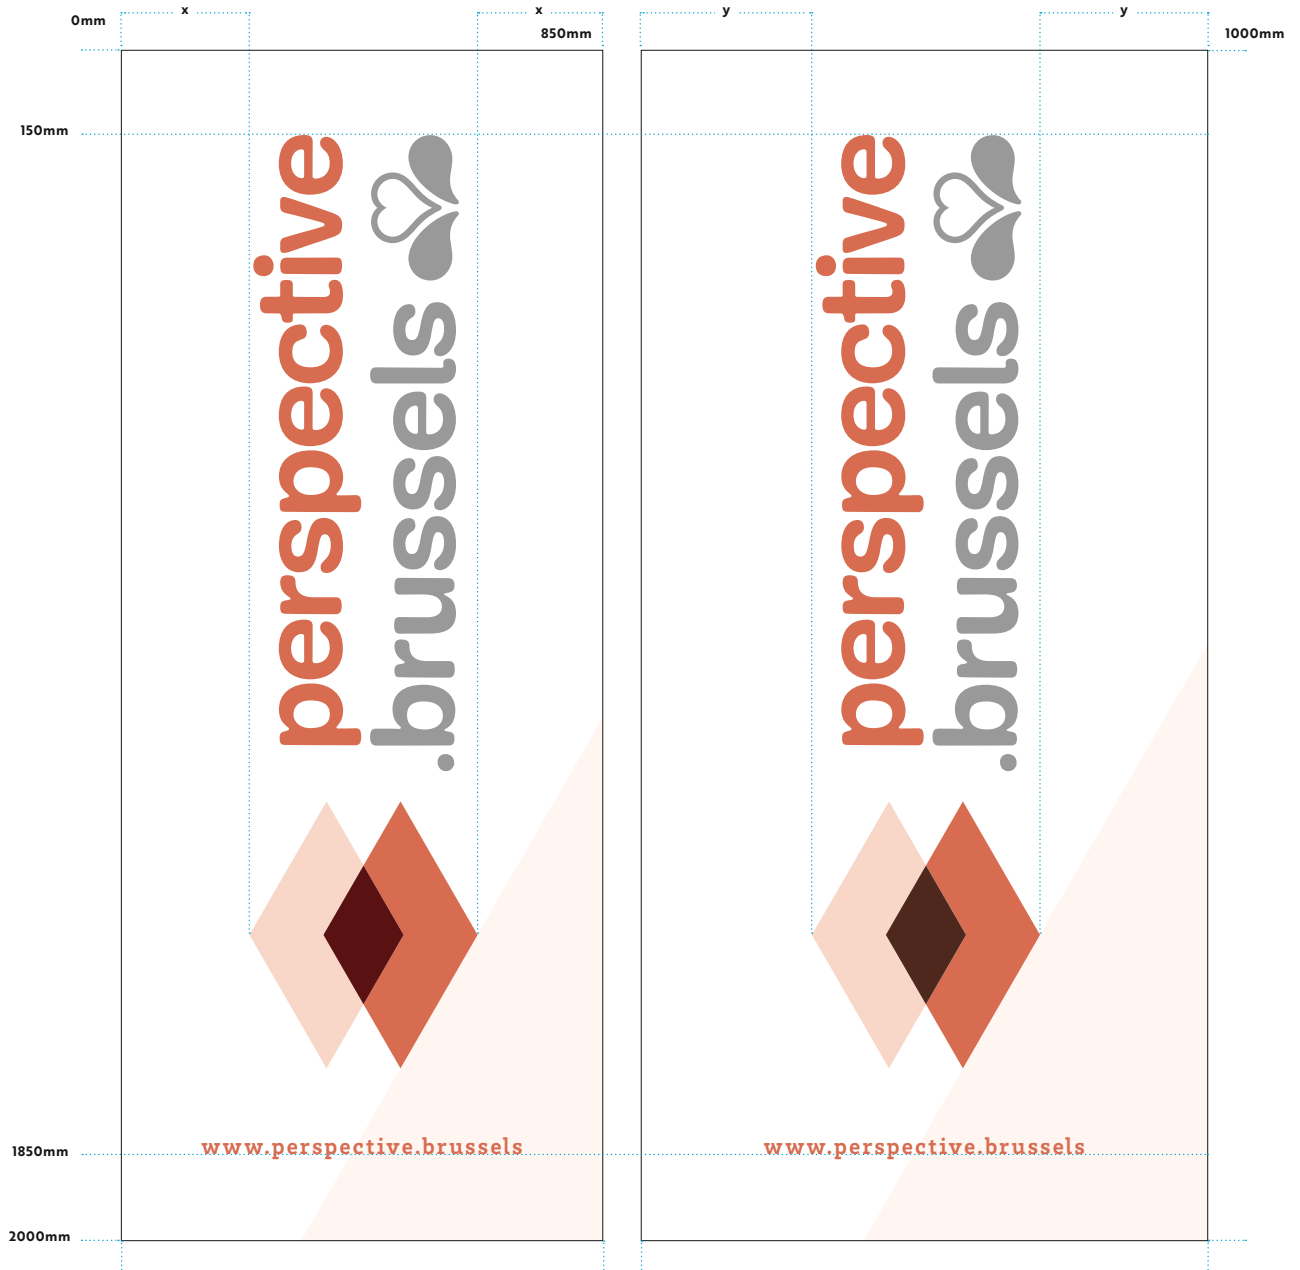 x
x
y
y
0mm
850mm
1000mm
150mm
perspective
.brussels
perspective
.brussels
www.perspective.brussels
www.perspective.brussels
1850mm
2000mm